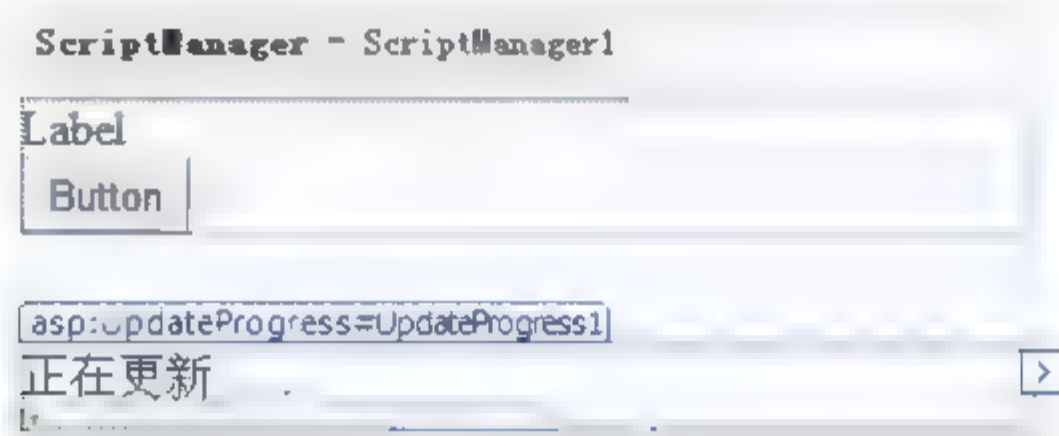 ScriptManager - ScriptManager1
Label
Button
asp:UpdateProgress=UpdateProgress1
正在更新